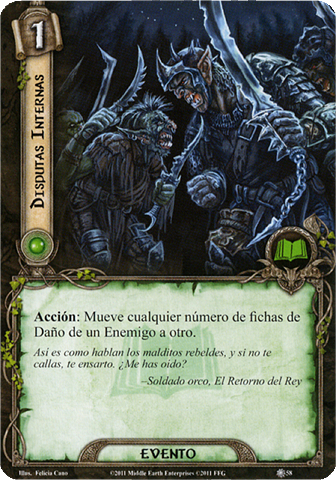 1
DISPUTAS INTERNAS
Acción: Mueve cualquier número de fichas de
Daño de un Enemigo a otro.
Así es como hablan los malditos rebeldes, y si no te
callas, te ensarto. ¿Me has oído?
–Soldado orco, El Retorno del Rey
EVENTO
Illus. Felicia Cano
©2011 Middle Earth Enterprises ©2011 FFG
58